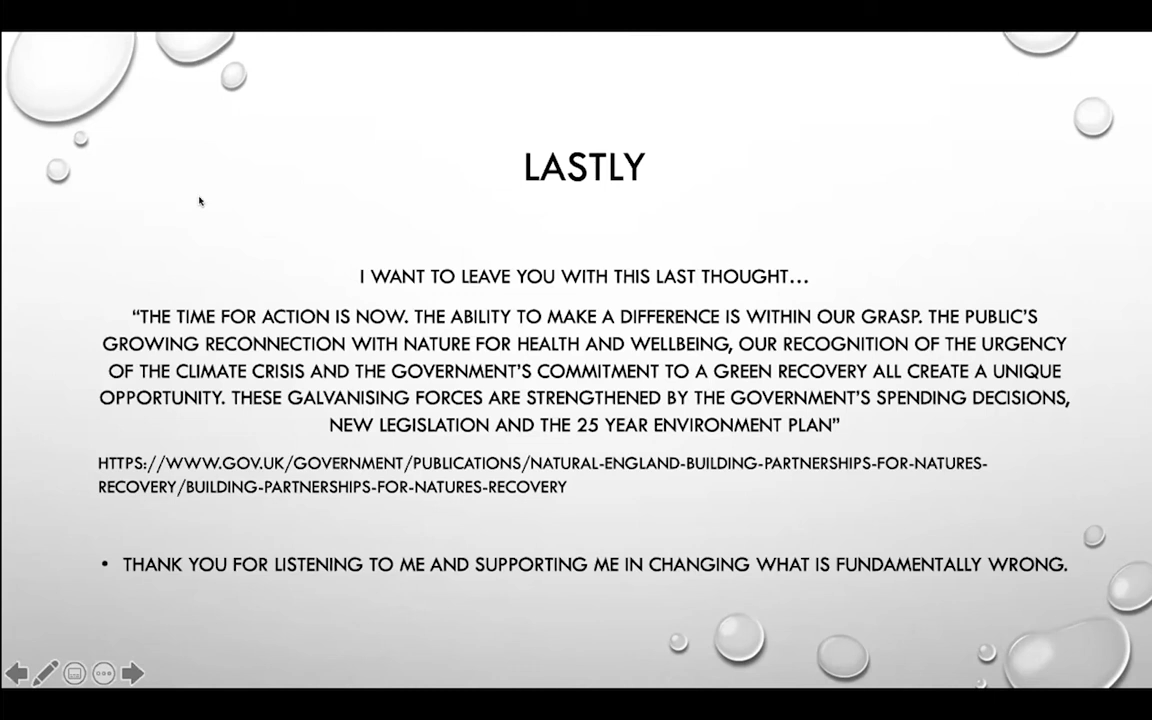 LASTLY
I WANT TO LEAVE YOU WITH THIS LAST THOUGHT…
“THE TIME FOR ACTION IS NOW. THE ABILITY TO MAKE A DIFFERENCE IS WITHIN OUR GRASP. THE PUBLIC’S
GROWING RECONNECTION WITH NATURE FOR HEALTH AND WELLBEING, OUR RECOGNITION OF THE URGENCY
OF THE CLIMATE CRISIS AND THE GOVERNMENT’S COMMITMENT TO A GREEN RECOVERY ALL CREATE A UNIQUE
OPPORTUNITY. THESE GALVANISING FORCES ARE STRENGTHENED BY THE GOVERNMENT’S SPENDING DECISIONS,
NEW LEGISLATION AND THE 25 YEAR ENVIRONMENT PLAN”
HTTPS://WWW.GOV.UK/GOVERNMENT/PUBLICATIONS/NATURAL-ENGLAND-BUILDING-PARTNERSHIPS-FOR-NATURES-
RECOVERY/BUILDING-PARTNERSHIPS-FOR-NATURES-RECOVERY
• THANK YOU FOR LISTENING TO ME AND SUPPORTING ME IN CHANGING WHAT IS FUNDAMENTALLY WRONG.